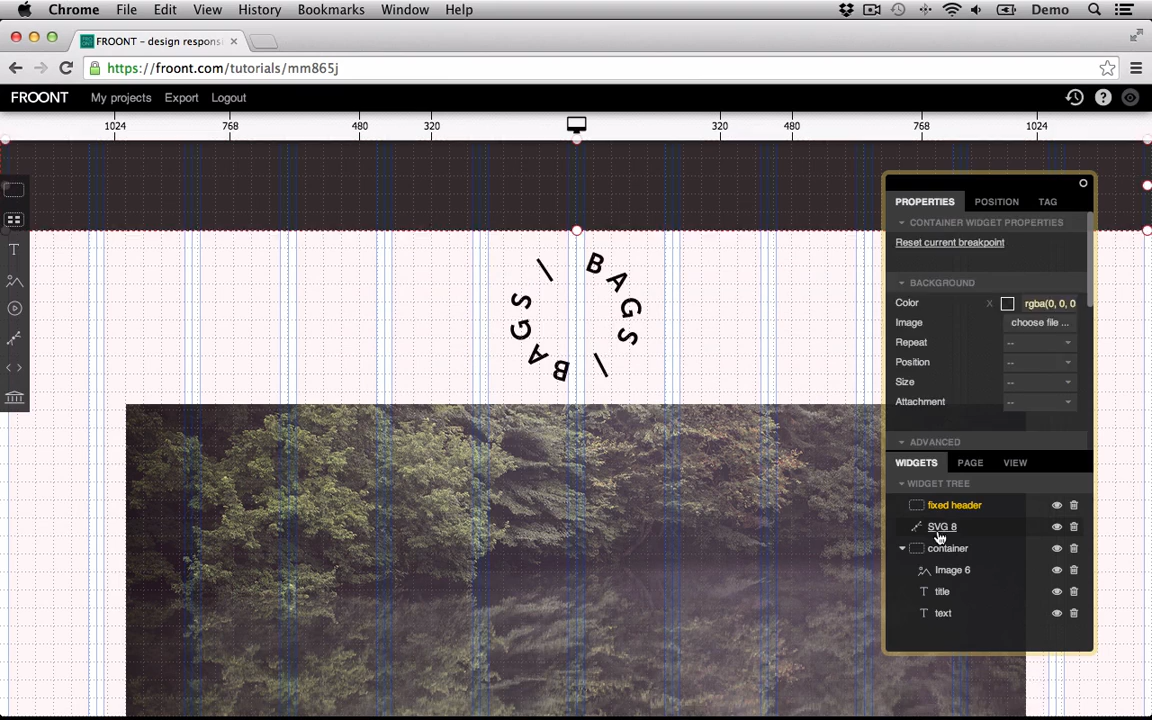 Chrome File Edit View History Bookmarks Window Help Demo
FROONT – design respons
https://froont.com/tutorials/mm865j
FROONT My projects Export Logout
1024 768 480 320 320 480 768 1024
BAGS / BAGS /
PROPERTIES POSITION TAG
CONTAINER WIDGET PROPERTIES
Reset current breakpoint
BACKGROUND
Color X rgba(0, 0, 0
Image choose file ...
Repeat --
Position --
Size --
Attachment --
ADVANCED
WIDGETS PAGE VIEW
WIDGET TREE
fixed header
SVG 8
container
Image 6
title
text